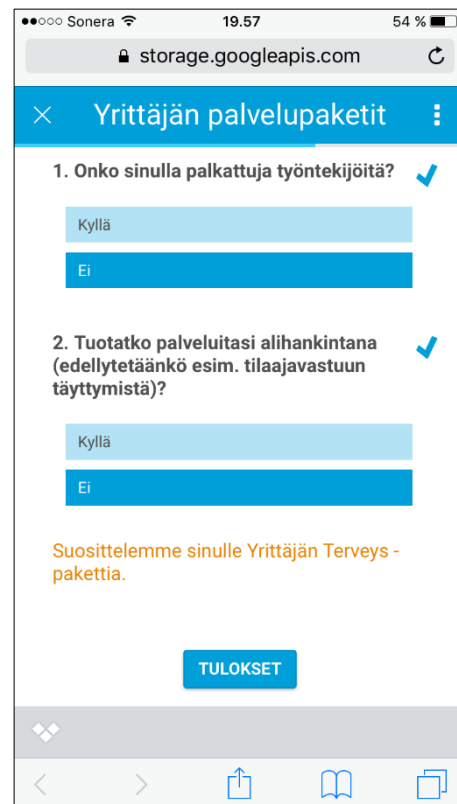 Sonera 19.57 54 %
storage.googleapis.com
Yrittäjän palvelupaketit
1. Onko sinulla palkattuja työntekijöitä?
Kyllä
Ei
2. Tuotatko palveluitasi alihankintana
(edellytetäänkö esim. tilaajavastuun
täyttymistä)?
Kyllä
Ei
Suosittelemme sinulle Yrittäjän Terveys -
pakettia.
TULOKSET